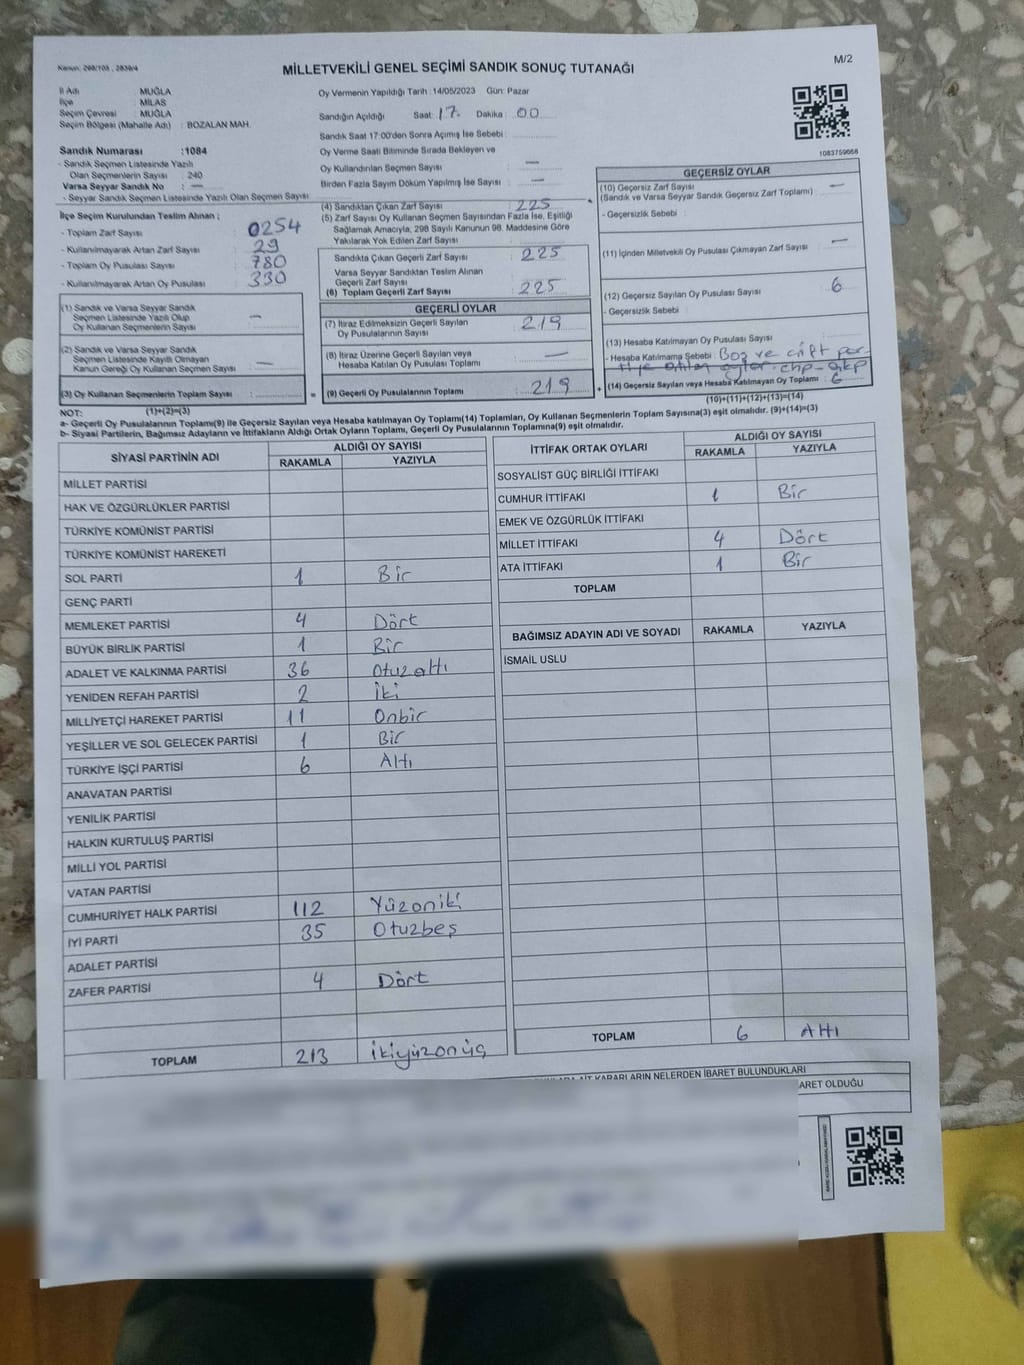 Kanun: 298/103 , 2839/4
MİLLETVEKİLİ GENEL SEÇİMİ SANDIK SONUÇ TUTANAĞI
M/2
İl Adı : MUĞLA
İlçe : MİLAS
Seçim Çevresi : MUĞLA
Seçim Bölgesi (Mahalle Adı) : BOZALAN MAH.
Oy Vermenin Yapıldığı Tarih :14/05/2023 Gün: Pazar
Sandığın Açıldığı Saat: 17. Dakika : 00
Sandık Saat 17:00'den Sonra Açımış İse Sebebi :
Oy Verme Saati Bitiminde Sırada Bekleyen ve
Oy Kullandırılan Seçmen Sayısı : —
Birden Fazla Sayım Döküm Yapılmış İse Sayısı : —
1083759668
Sandık Numarası :1084
- Sandık Seçmen Listesinde Yazılı
Olan Seçmenlerin Sayısı : 240
Varsa Seyyar Sandık No : —
- Seyyar Sandık Seçmen Listesinde Yazılı Olan Seçmen Sayısı
İlçe Seçim Kurulundan Teslim Alınan ;
- Toplam Zarf Sayısı : 0254
- Kullanılmayarak Artan Zarf Sayısı : 29
- Toplam Oy Pusulası Sayısı : 780
- Kullanılmayarak Artan Oy Pusulası : 330
(1) Sandık ve Varsa Seyyar Sandık
Seçmen Listesinde Yazılı Olup
Oy Kullanan Seçmenlerin Sayısı : —
(2) Sandık ve Varsa Seyyar Sandık
Seçmen Listesinde Kayıtlı Olmayan
Kanun Gereği Oy Kullanan Seçmen Sayısı : —
(3) Oy Kullanan Seçmenlerin Toplam Sayısı :
(4) Sandıktan Çıkan Zarf Sayısı : 225
(5) Zarf Sayısı Oy Kullanan Seçmen Sayısından Fazla İse, Eşitliği
Sağlamak Amacıyla, 298 Sayılı Kanunun 98. Maddesine Göre
Yakılarak Yok Edilen Zarf Sayısı :
Sandıkta Çıkan Geçerli Zarf Sayısı : 225
Varsa Seyyar Sandıktan Teslim Alınan
Geçerli Zarf Sayısı :
(6) Toplam Geçerli Zarf Sayısı : 225
GEÇERLİ OYLAR
(7) İtiraz Edilmeksizin Geçerli Sayılan
Oy Pusulalarının Sayısı : 219
(8) İtiraz Üzerine Geçerli Sayılan veya
Hesaba Katılan Oy Pusulaları Toplamı : —
(9) Geçerli Oy Pusulalarının Toplamı : 219
GEÇERSİZ OYLAR
(10) Geçersiz Zarf Sayısı : —
(Sandık ve Varsa Seyyar Sandık Geçersiz Zarf Toplamı)
- Geçersizlik Sebebi :
(11) İçinden Milletvekili Oy Pusulası Çıkmayan Zarf Sayısı : —
(12) Geçersiz Sayılan Oy Pusulası Sayısı : 6
- Geçersizlik Sebebi :
(13) Hesaba Katılmayan Oy Pusulası Sayısı :
- Hesaba Katılmama Sebebi : Boş ve çift par-
tiye atılan oylar. chp - akp
(14) Geçersiz Sayılan veya Hesaba Katılmayan Oy Toplamı : 6
(10)+(11)+(12)+(13)=(14)
NOT: (1)+(2)=(3)
a- Geçerli Oy Pusulalarının Toplamı(9) ile Geçersiz Sayılan veya Hesaba katılmayan Oy Toplamı(14) Toplamları, Oy Kullanan Seçmenlerin Toplam Sayısına(3) eşit olmalıdır. (9)+(14)=(3)
b- Siyasi Partilerin, Bağımsız Adayların ve İttifakların Aldığı Ortak Oyların Toplamı, Geçerli Oy Pusulalarının Toplamına(9) eşit olmalıdır.
SİYASİ PARTİNİN ADI ALDIĞI OY SAYISI
RAKAMLA YAZIYLA
MİLLET PARTİSİ
HAK VE ÖZGÜRLÜKLER PARTİSİ
TÜRKİYE KOMÜNİST PARTİSİ
TÜRKİYE KOMÜNİST HAREKETİ
SOL PARTİ 1 Bir
GENÇ PARTİ
MEMLEKET PARTİSİ 4 Dört
BÜYÜK BİRLİK PARTİSİ 1 Bir
ADALET VE KALKINMA PARTİSİ 36 Otuzaltı
YENİDEN REFAH PARTİSİ 2 İki
MİLLİYETÇİ HAREKET PARTİSİ 11 Onbir
YEŞİLLER VE SOL GELECEK PARTİSİ 1 Bir
TÜRKİYE İŞÇİ PARTİSİ 6 Altı
ANAVATAN PARTİSİ
YENİLİK PARTİSİ
HALKIN KURTULUŞ PARTİSİ
MİLLİ YOL PARTİSİ
VATAN PARTİSİ
CUMHURİYET HALK PARTİSİ 112 Yüzoniki
İYİ PARTİ 35 Otuzbeş
ADALET PARTİSİ
ZAFER PARTİSİ 4 Dört
TOPLAM 213 İkiyüzonüç
İTTİFAK ORTAK OYLARI ALDIĞI OY SAYISI
RAKAMLA YAZIYLA
SOSYALİST GÜÇ BİRLİĞİ İTTİFAKI
CUMHUR İTTİFAKI 1 Bir
EMEK VE ÖZGÜRLÜK İTTİFAKI
MİLLET İTTİFAKI 4 Dört
ATA İTTİFAKI 1 Bir
TOPLAM
BAĞIMSIZ ADAYIN ADI VE SOYADI RAKAMLA YAZIYLA
İSMAİL USLU
TOPLAM 6 Altı
AİT KARARLARIN NELERDEN İBARET BULUNDUKLARI
ARET OLDUĞU